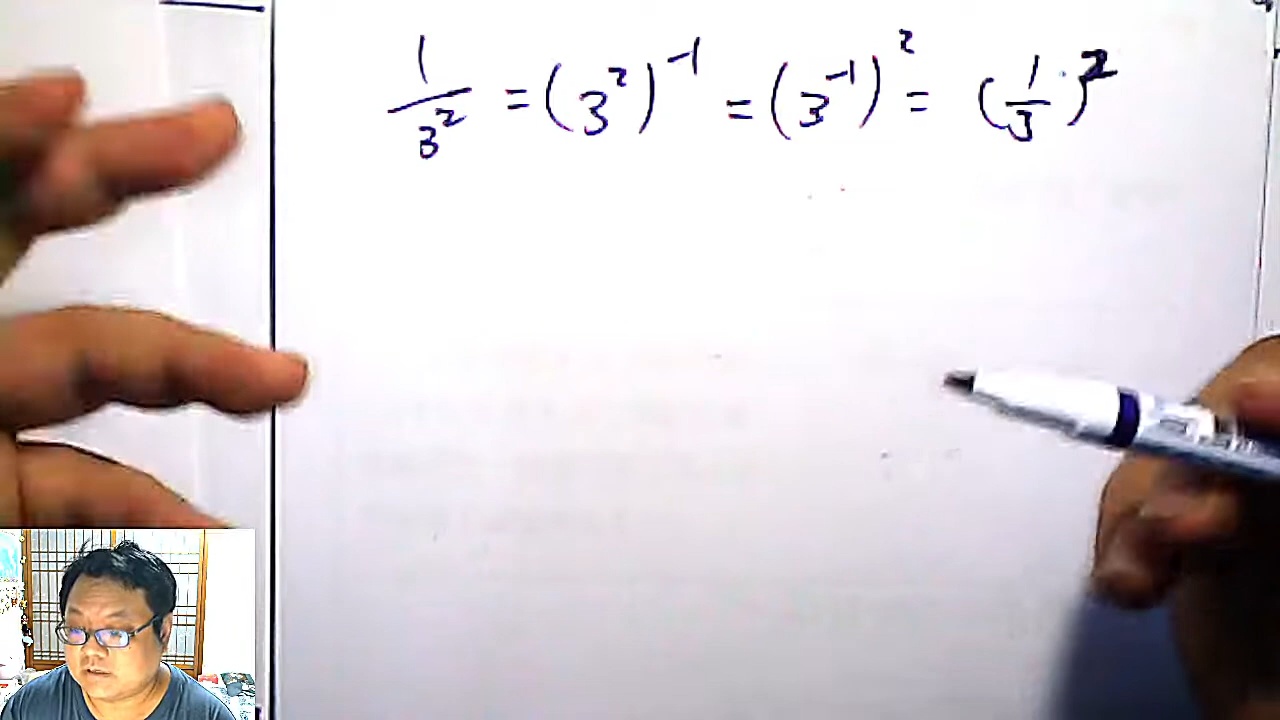 1/3² = (3²)⁻¹ = (3⁻¹)² = (1/3)²